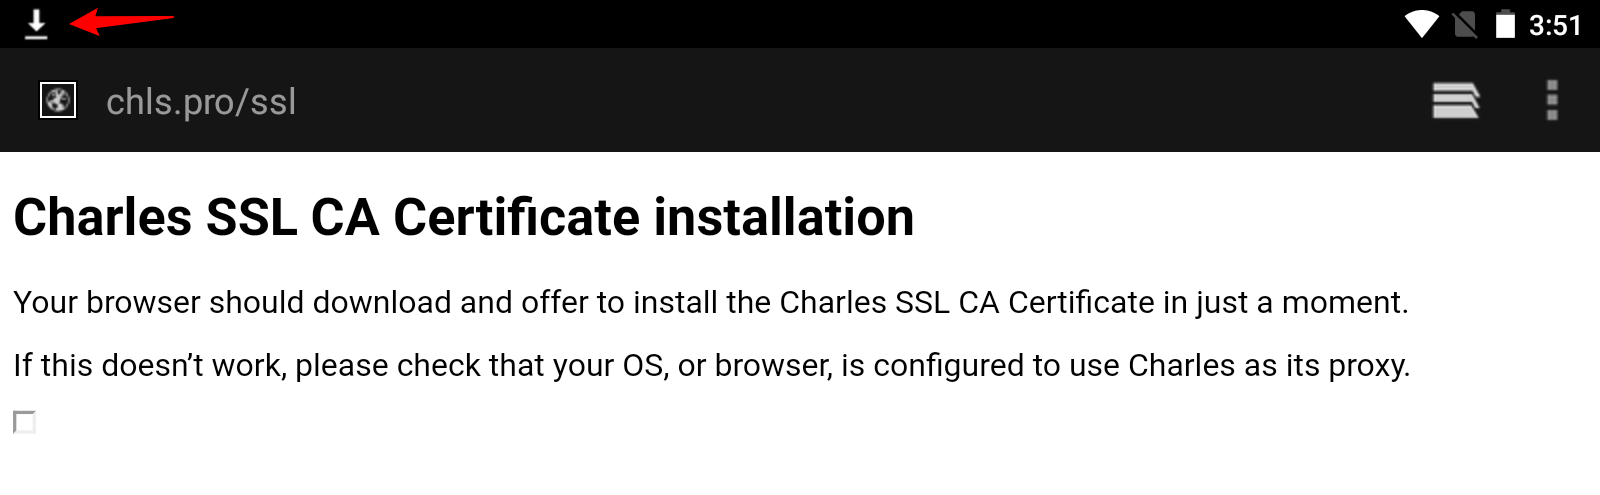 3:51
chls.pro/ssl
Charles SSL CA Certificate installation
Your browser should download and offer to install the Charles SSL CA Certificate in just a moment.
If this doesn’t work, please check that your OS, or browser, is configured to use Charles as its proxy.